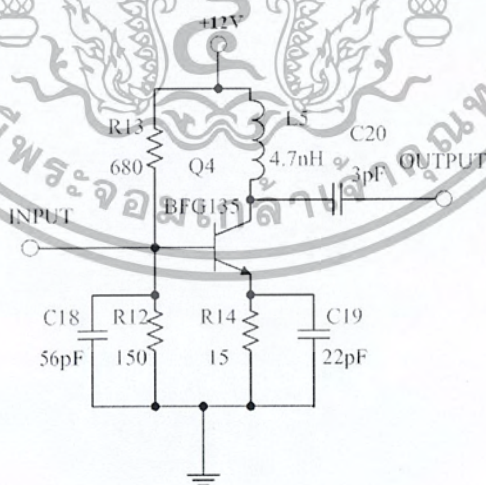 +12V
R13
680
Q4
BFG135
L5
4.7nH
C20
3pF
OUTPUT
INPUT
C18
56pF
R12
150
R14
15
C19
22pF